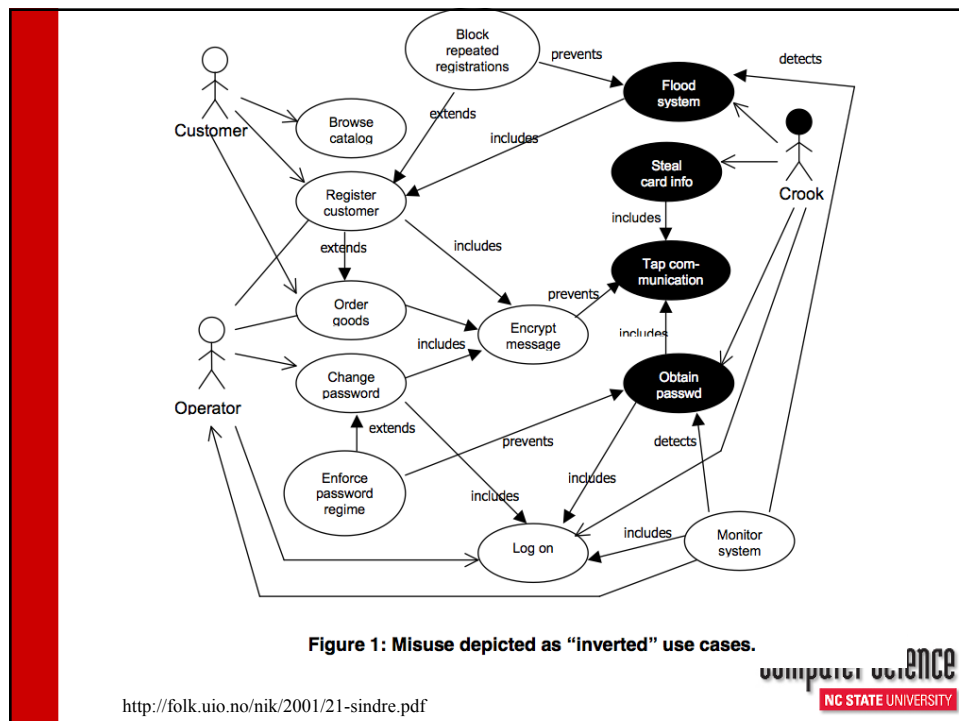 Block
repeated
registrations
prevents
detects
Customer
Browse
catalog
extends
Flood
system
includes
Steal
card info
Crook
Register
customer
includes
extends
includes
Tap com-
munication
prevents
Order
goods
Encrypt
message
includes
includes
Operator
Change
password
Obtain
passwd
extends
prevents
detects
Enforce
password
regime
includes
includes
includes
Log on
Monitor
system
Figure 1: Misuse depicted as “inverted” use cases.
Computer Science
NC STATE UNIVERSITY
http://folk.uio.no/nik/2001/21-sindre.pdf